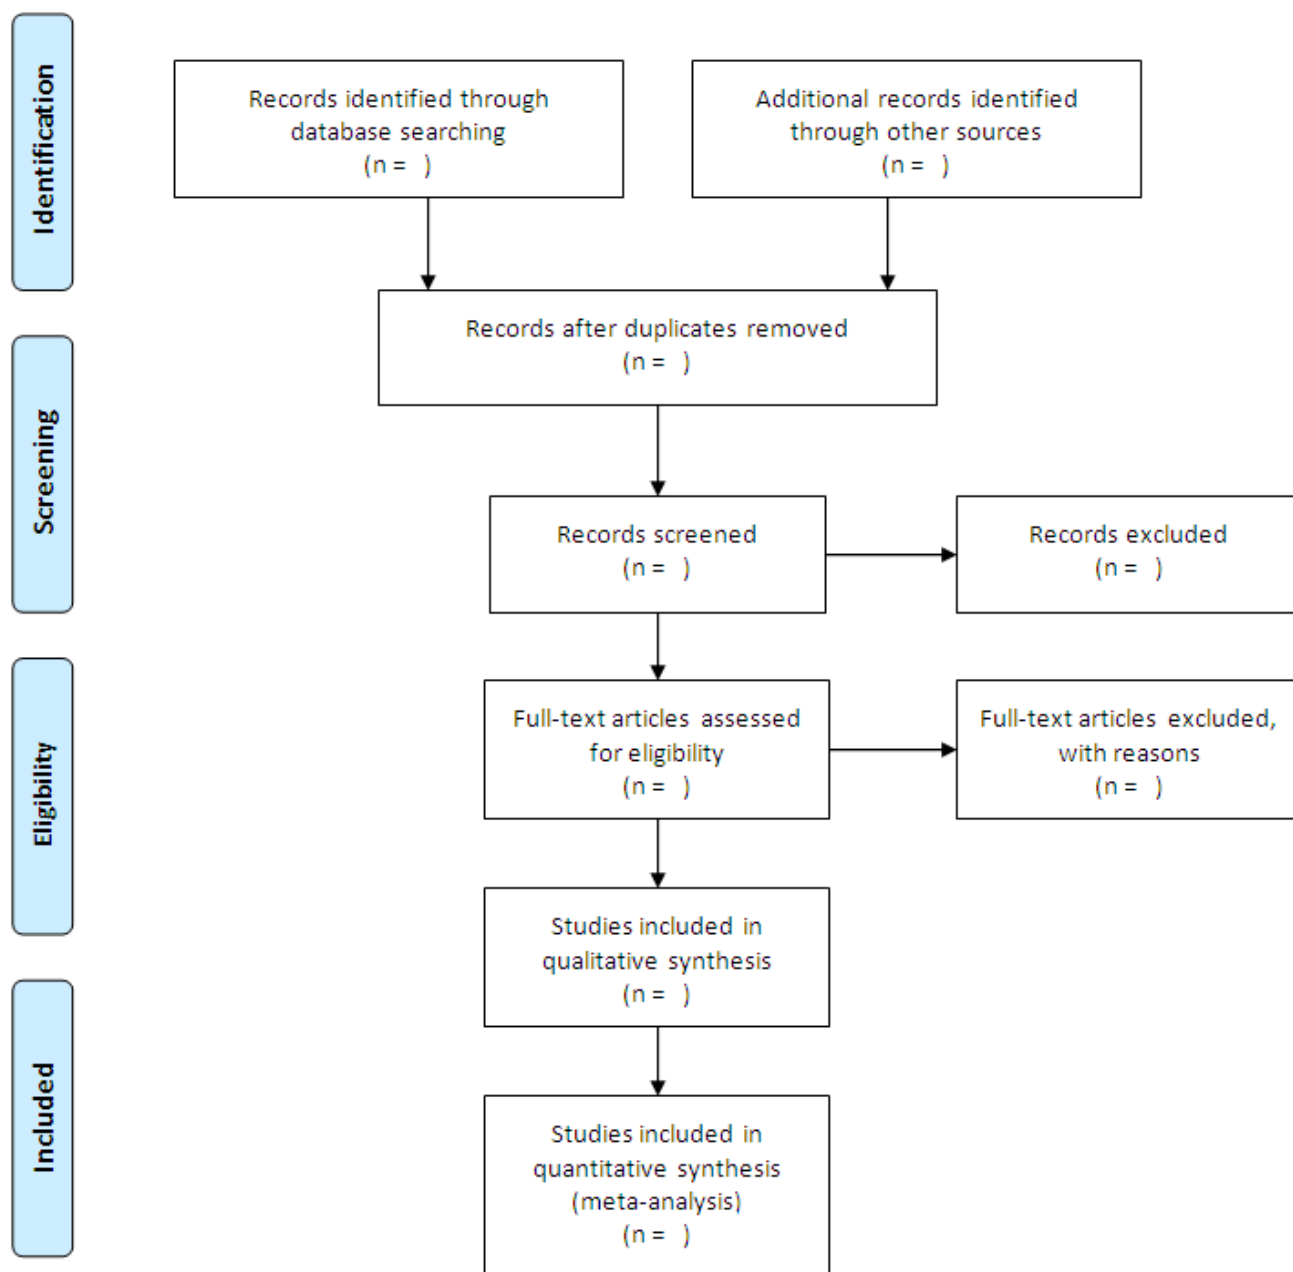 Identification
Records identified through
database searching
(n =  )
Additional records identified
through other sources
(n =  )
Records after duplicates removed
(n =  )
Screening
Records screened
(n =  )
Records excluded
(n =  )
Eligibility
Full-text articles assessed
for eligibility
(n =  )
Full-text articles excluded,
with reasons
(n =  )
Studies included in
qualitative synthesis
(n =  )
Included
Studies included in
quantitative synthesis
(meta-analysis)
(n =  )